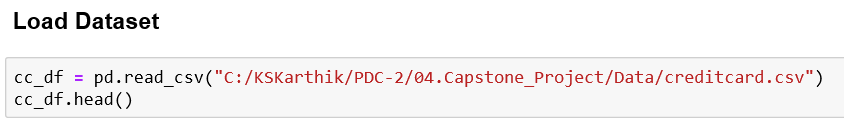 Load Dataset
cc_df = pd.read_csv("C:/KSKarthik/PDC-2/04.Capstone_Project/Data/creditcard.csv")
cc_df.head()